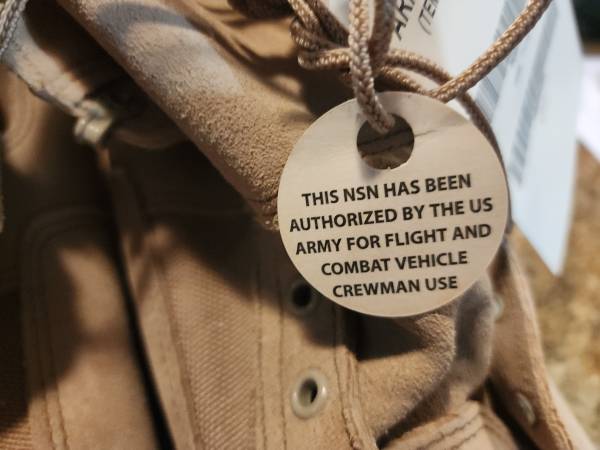 THIS NSN HAS BEEN
AUTHORIZED BY THE US
ARMY FOR FLIGHT AND
COMBAT VEHICLE
CREWMAN USE